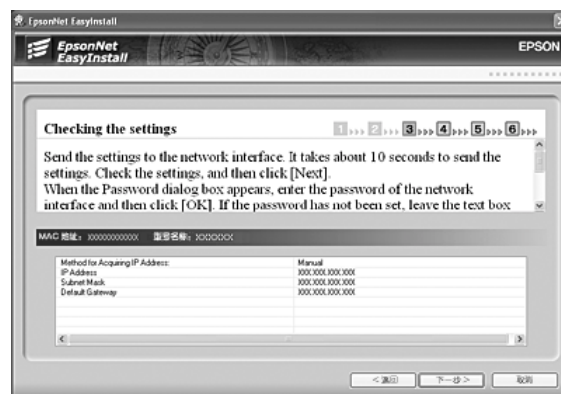 EpsonNet EasyInstall
EpsonNet
EasyInstall
EPSON
Checking the settings
1 2 3 4 5 6
Send the settings to the network interface. It takes about 10 seconds to send the
settings. Check the settings, and then click [Next].
When the Password dialog box appears, enter the password of the network
interface and then click [OK]. If the password has not been set, leave the text box
MAC 地址: XXXXXXXXXXXX 型号名称: XXXXXX
Method for Acquiring IP Address: Manual
IP Address XXX.XXX.XXX.XXX
Subnet Mask XXX.XXX.XXX.XXX
Default Gateway XXX.XXX.XXX.XXX
< 返回 下一步 > 取消